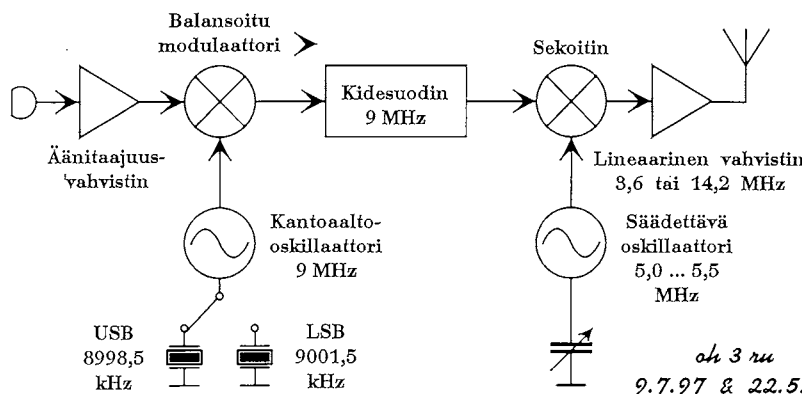 Balansoitu
modulaattori
Sekoitin
Kidesuodin
9 MHz
Äänitaajuus-
vahvistin
Lineaarinen vahvistin
3,6 tai 14,2 MHz
Kantoaalto-
oskillaattori
9 MHz
Säädettävä
oskillaattori
5,0 ... 5,5
MHz
USB
8998,5
kHz
LSB
9001,5
kHz
oh 3 ru
9.7.97 & 22.5.